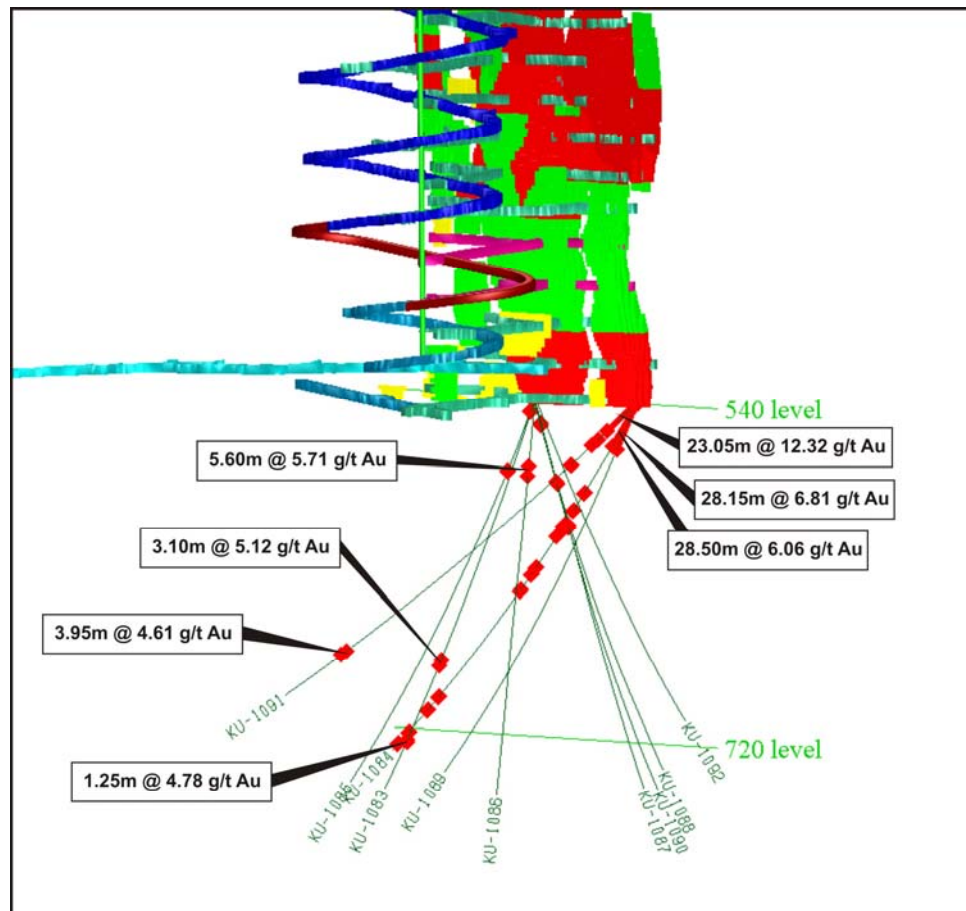 540 level
23.05m @ 12.32 g/t Au
5.60m @ 5.71 g/t Au
28.15m @ 6.81 g/t Au
28.50m @ 6.06 g/t Au
3.10m @ 5.12 g/t Au
3.95m @ 4.61 g/t Au
KU-1091
720 level
KU-1092
1.25m @ 4.78 g/t Au
KU-1085
KU-1084
KU-1083
KU-1089
KU-1086
KU-1088
KU-1090
KU-1087